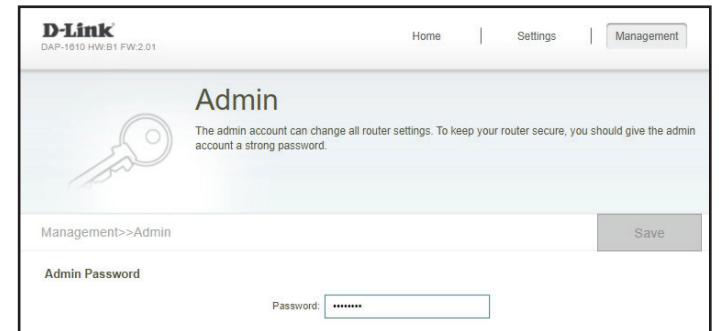 D-Link
DAP-1610 HW:B1 FW:2.01
Home | Settings | Management
Admin
The admin account can change all router settings. To keep your router secure, you should give the admin
account a strong password.
Management>>Admin
Save
Admin Password
Password: ••••••••